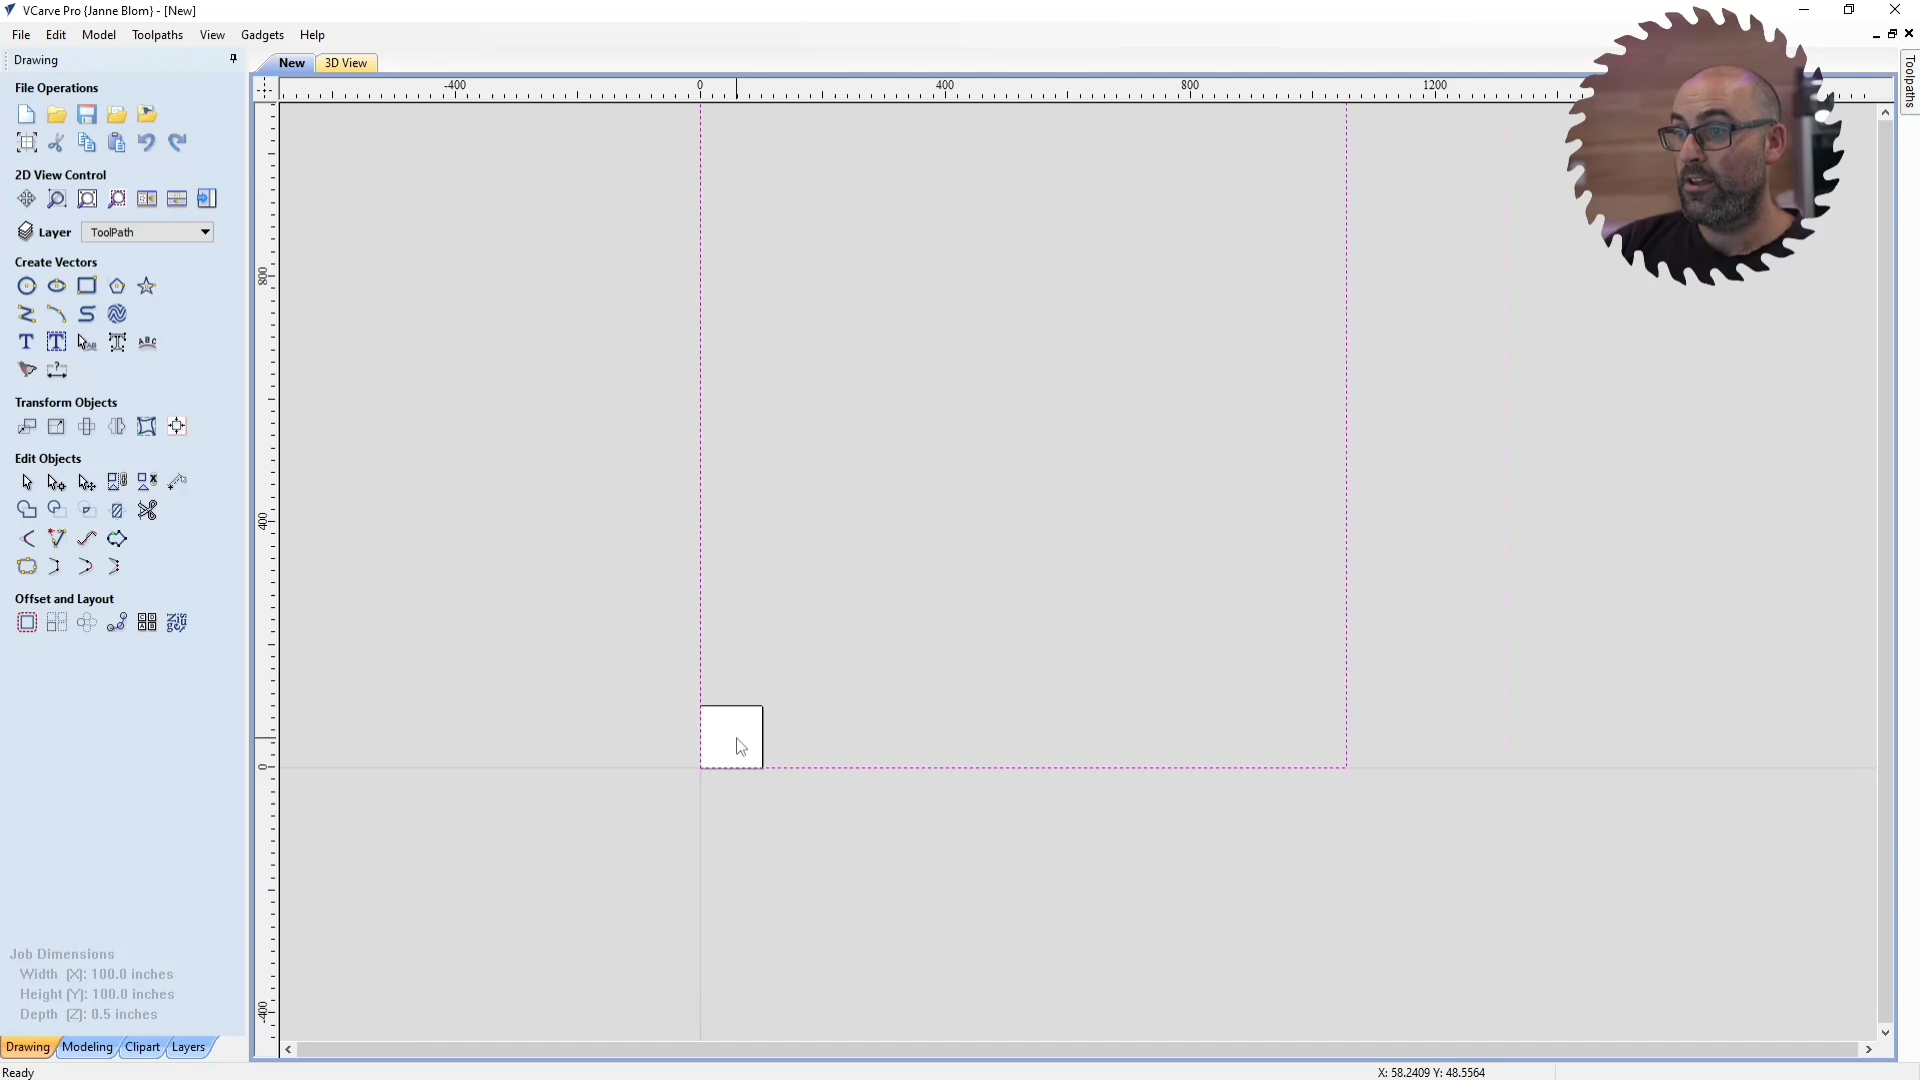 VCarve Pro {Janne Blom} - [New]
File Edit Model Toolpaths View Gadgets Help
Drawing
New 3D View
Toolpaths
File Operations
-400 0 400 800 1200
2D View Control
Layer ToolPath
Create Vectors
800
Transform Objects
Edit Objects
400
Offset and Layout
0
Job Dimensions
Width (X): 100.0 inches
Height (Y): 100.0 inches
Depth (Z): 0.5 inches
-400
Drawing Modeling Clipart Layers
Ready X: 58.2409 Y: 48.5564